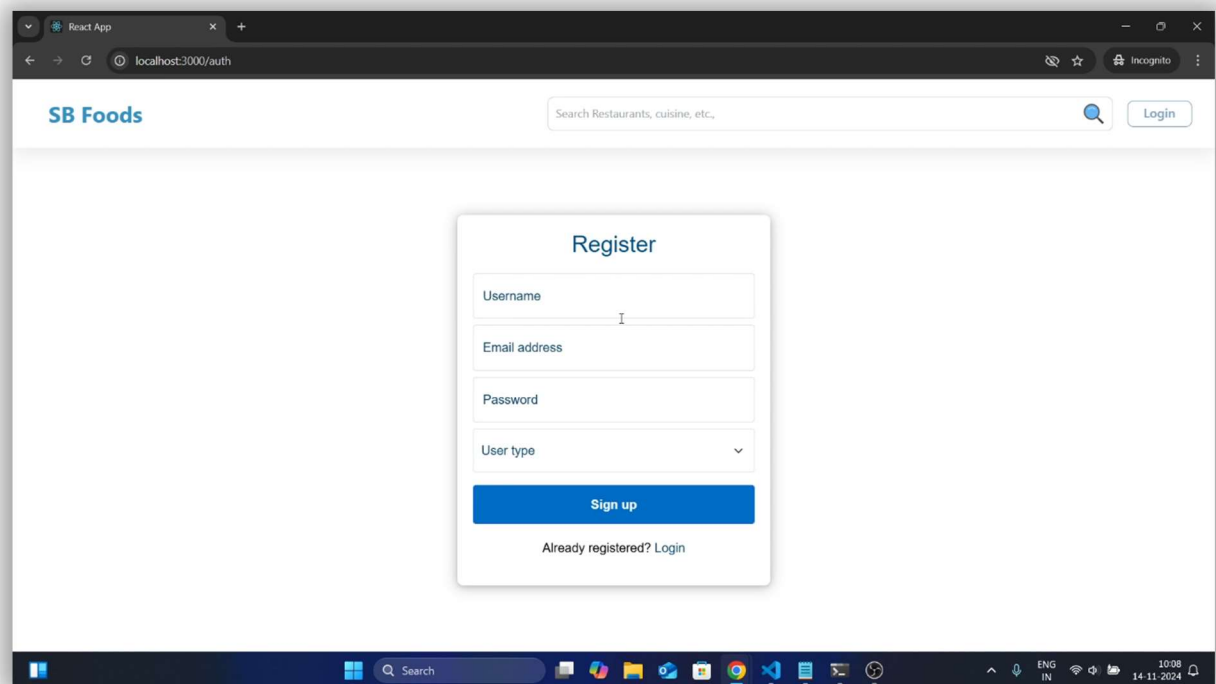 React App
localhost:3000/auth
Incognito
SB Foods
Search Restaurants, cuisine, etc.,
Login
Register
Username
Email address
Password
User type
Sign up
Already registered? Login
Search
ENG
IN
10:08
14-11-2024